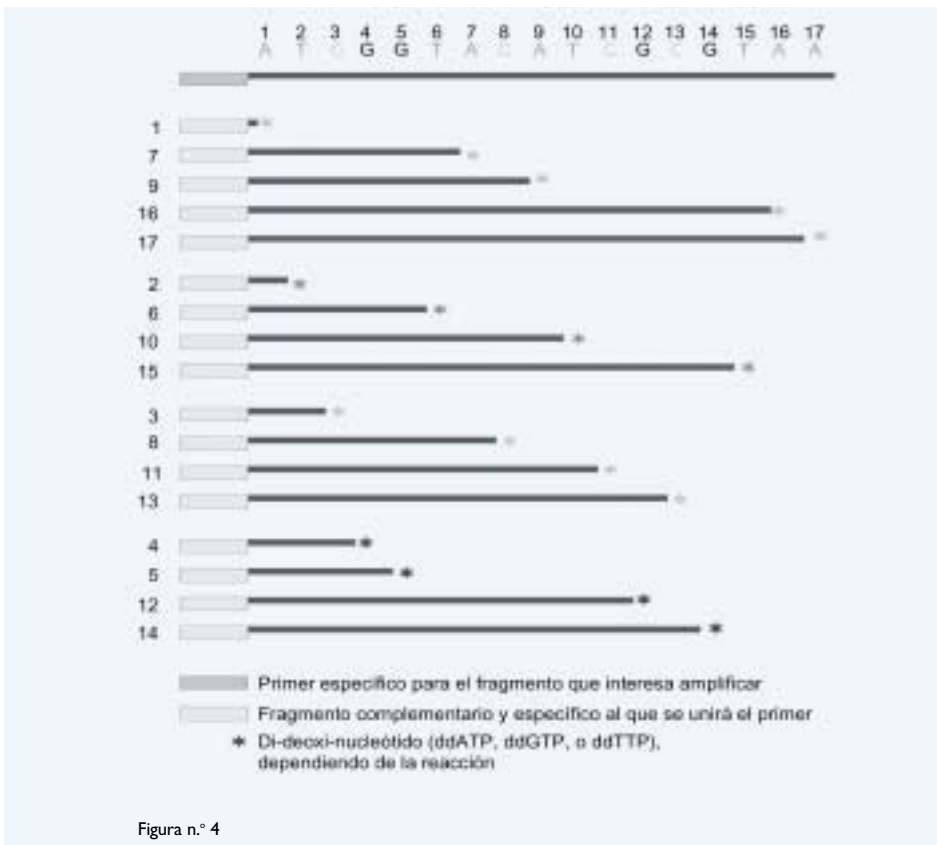 1 2 3 4 5 6 7 8 9 10 11 12 13 14 15 16 17
A T C G G T A C A T C G C G T A A
1
7
9
16
17
2
6
10
15
3
8
11
13
4
5
12
14
Primer específico para el fragmento que interesa amplificar
Fragmento complementario y específico al que se unirá el primer
* Di-deoxi-nucleótido (ddATP, ddGTP, o ddTTP),
dependiendo de la reacción
Figura n.° 4